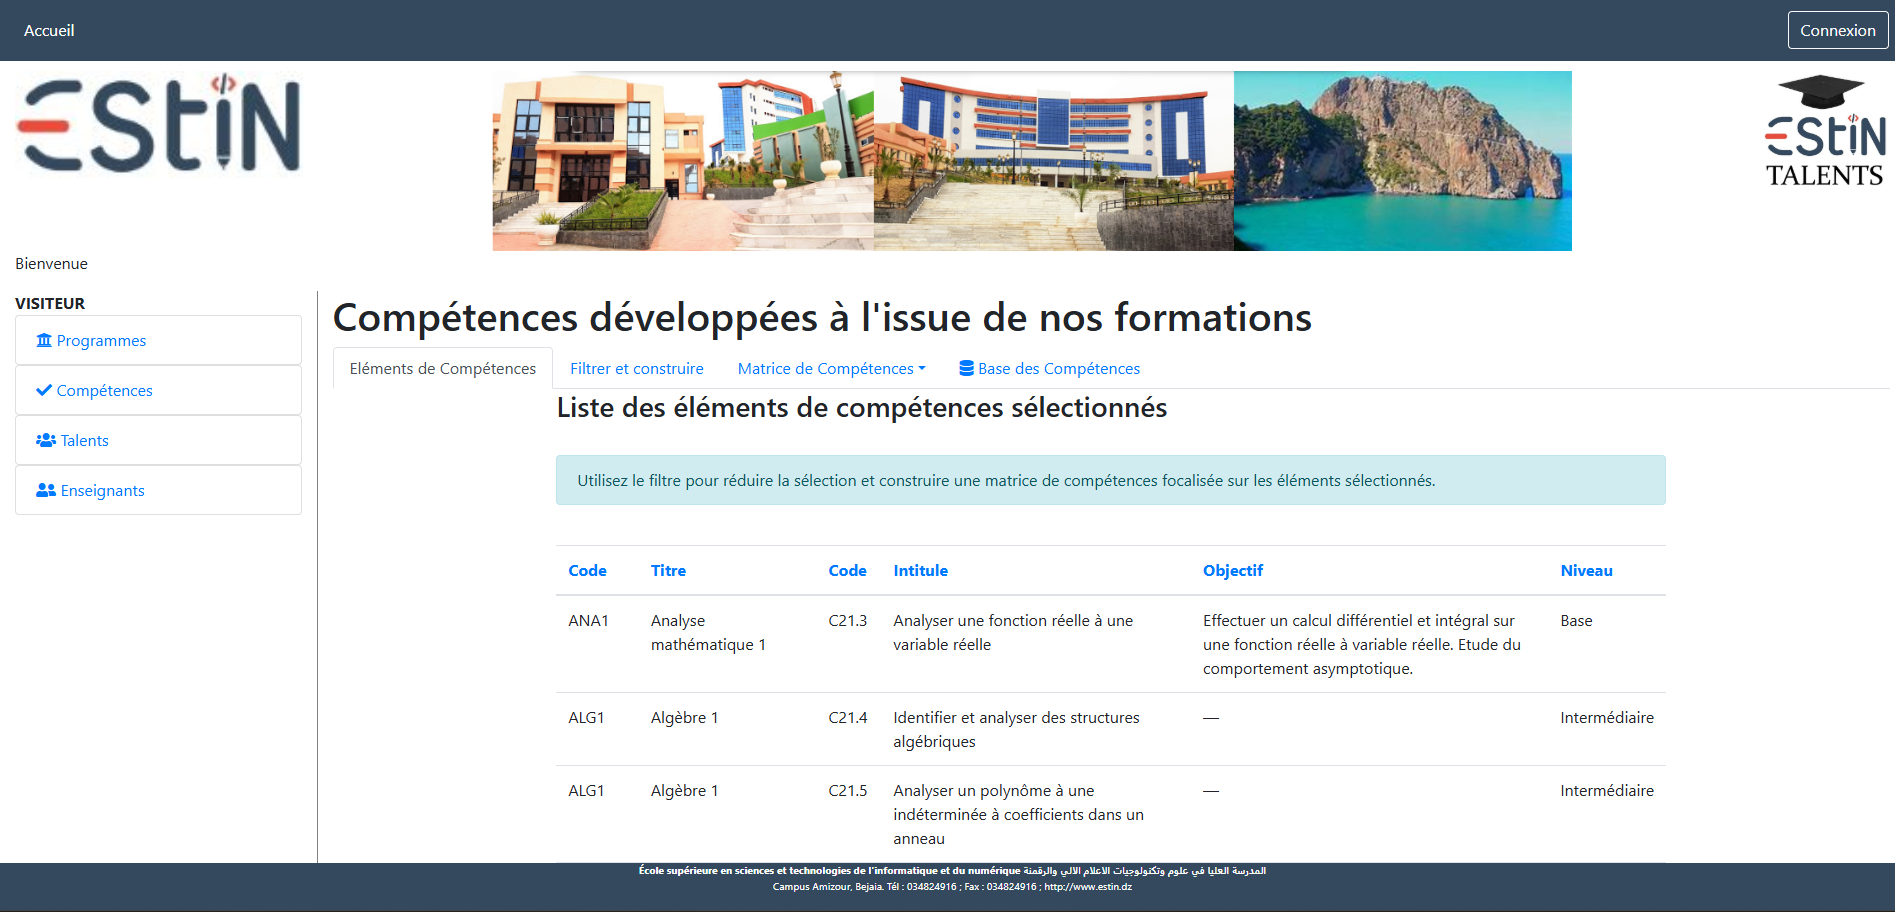 Accueil
Connexion
ESTIN
ESTIN
TALENTS
Bienvenue
VISITEUR
Programmes
Compétences
Talents
Enseignants
Compétences développées à l'issue de nos formations
Eléments de Compétences Filtrer et construire Matrice de Compétences Base des Compétences
Liste des éléments de compétences sélectionnés
Utilisez le filtre pour réduire la sélection et construire une matrice de compétences focalisée sur les éléments sélectionnés.
Code Titre Code Intitule Objectif Niveau
ANA1 Analyse C21.3 Analyser une fonction réelle à une Effectuer un calcul différentiel et intégral sur Base
mathématique 1 variable réelle une fonction réelle à variable réelle. Etude du
comportement asymptotique.
ALG1 Algèbre 1 C21.4 Identifier et analyser des structures — Intermédiaire
algébriques
ALG1 Algèbre 1 C21.5 Analyser un polynôme à une — Intermédiaire
indéterminée à coefficients dans un
anneau
École supérieure en sciences et technologies de l'informatique et du numérique المدرسة العليا في علوم وتكنولوجيات الاعلام الالي والرقمنة
Campus Amizour, Bejaia. Tél : 034824916 ; Fax : 034824916 ; http://www.estin.dz